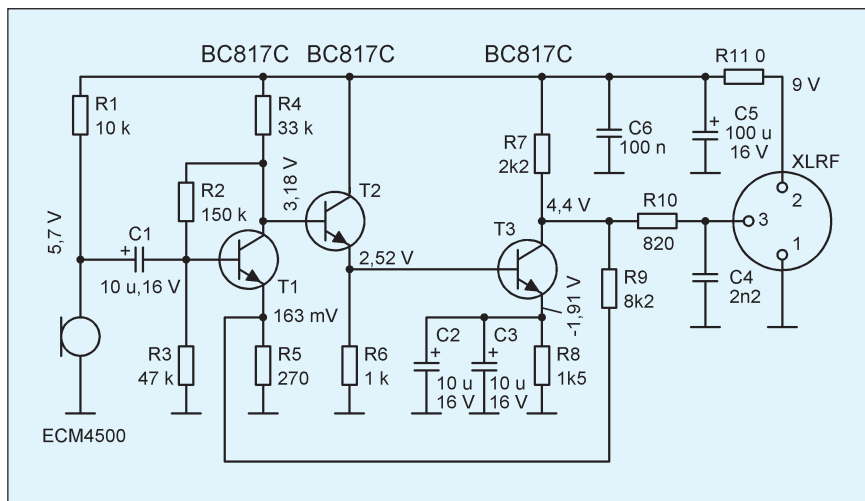 BC817C BC817C BC817C
R1
10 k
R4
33 k
R2
150 k
3,18 V
T2
5,7 V
C1
10 u,16 V
T1
163 mV
R3
47 k
R5
270
ECM4500
2,52 V
R6
1 k
R7
2k2
4,4 V
T3
-1,91 V
C2
10 u
16 V
C3
10 u
16 V
R8
1k5
R9
8k2
R10
820
C4
2n2
C6
100 n
C5
100 u
16 V
R11 0
9 V
XLRF
2
3
1
+
+
+
+